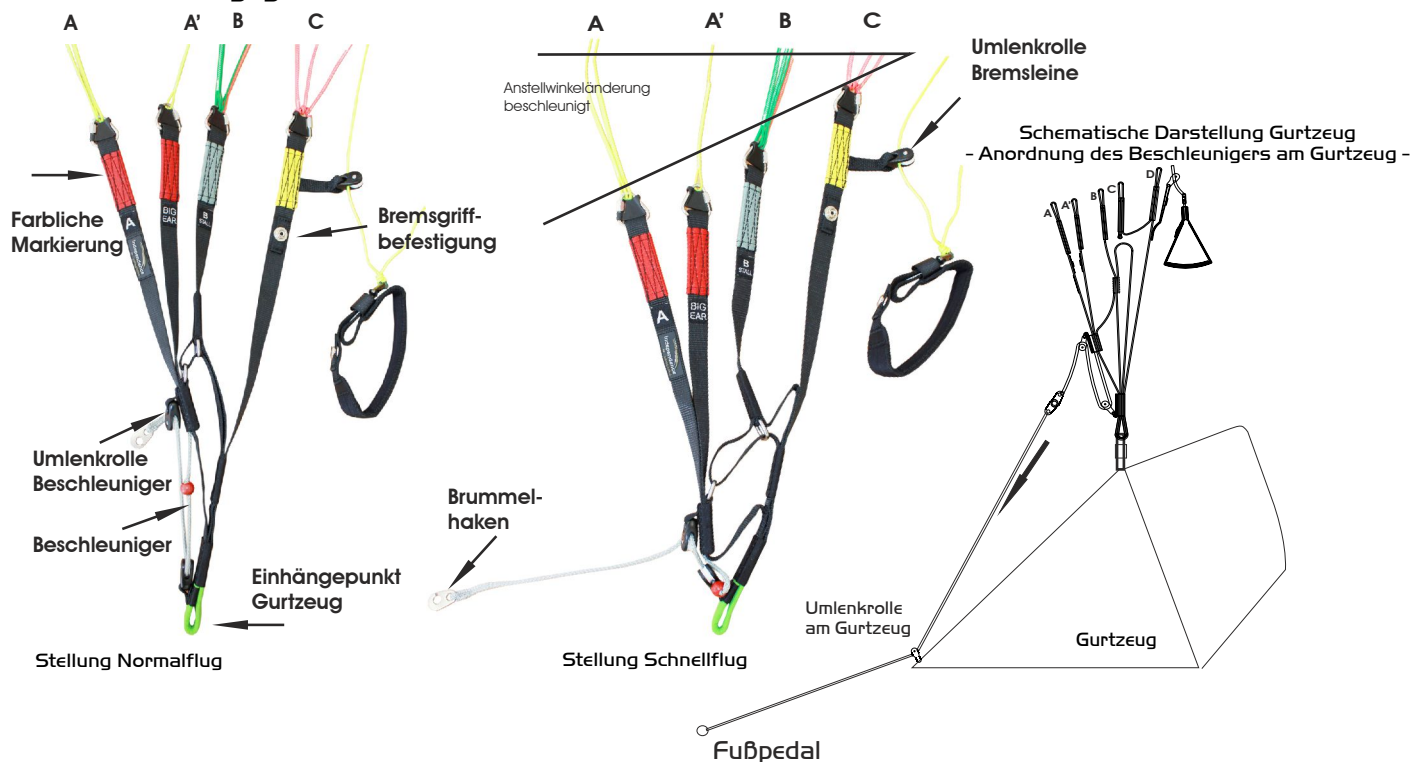 A
A'
B
C
Farbliche
Markierung
A
BIG
EAR
B
STALL
Bremsgriff-
befestigung
Umlenkrolle
Beschleuniger
Beschleuniger
Einhängepunkt
Gurtzeug
Stellung Normalflug
A
A'
B
C
Anstellwinkeländerung
beschleunigt
Umlenkrolle
Bremsleine
A
BIG
EAR
B
STALL
Independence
Brummel-
haken
Stellung Schnellflug
Schematische Darstellung Gurtzeug
- Anordnung des Beschleunigers am Gurtzeug -
A
A'
B
C
D
Umlenkrolle
am Gurtzeug
Gurtzeug
Fußpedal